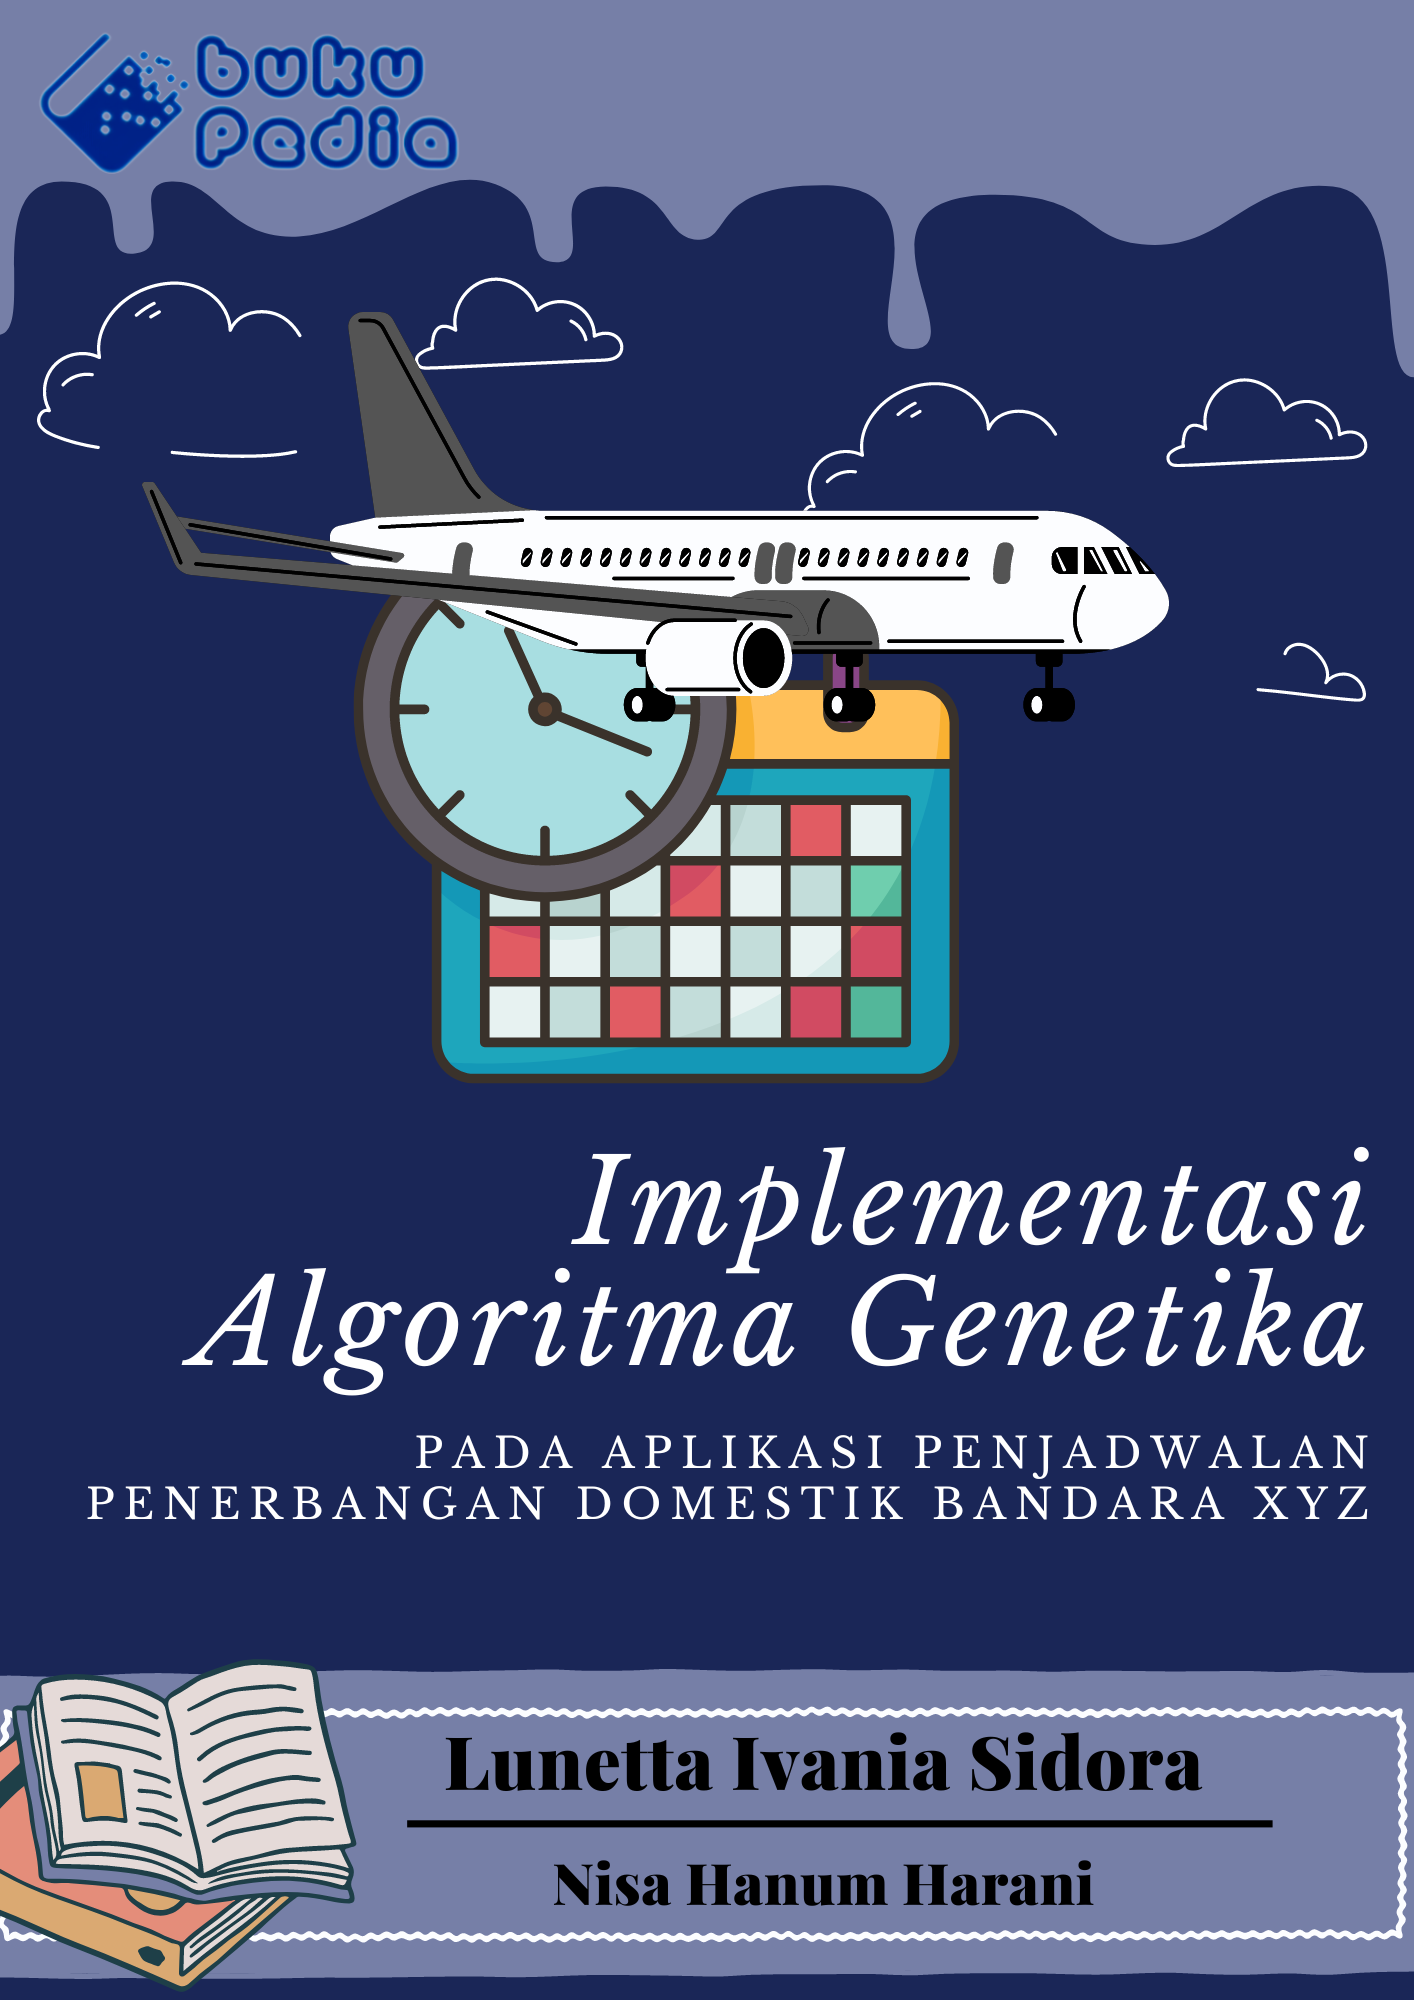 buku
Pedia
Implementasi
Algoritma Genetika
PADA APLIKASI PENJADWALAN
PENERBANGAN DOMESTIK BANDARA XYZ
Lunetta Ivania Sidora
Nisa Hanum Harani